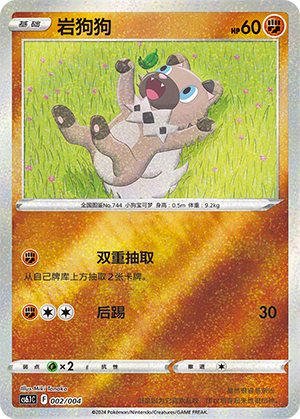 基础
岩狗狗
HP60
全国图鉴No.744 小狗宝可梦 身高：0.5m 体重：9.2kg
双重抽取
从自己牌库上方抽取2张卡牌。
后踢 30
弱点 ×2 抗性 撤退
Illus. Miki Tanaka
CS6.1C F 002/004
©2024 Pokémon/Nintendo/Creatures/GAME FREAK.